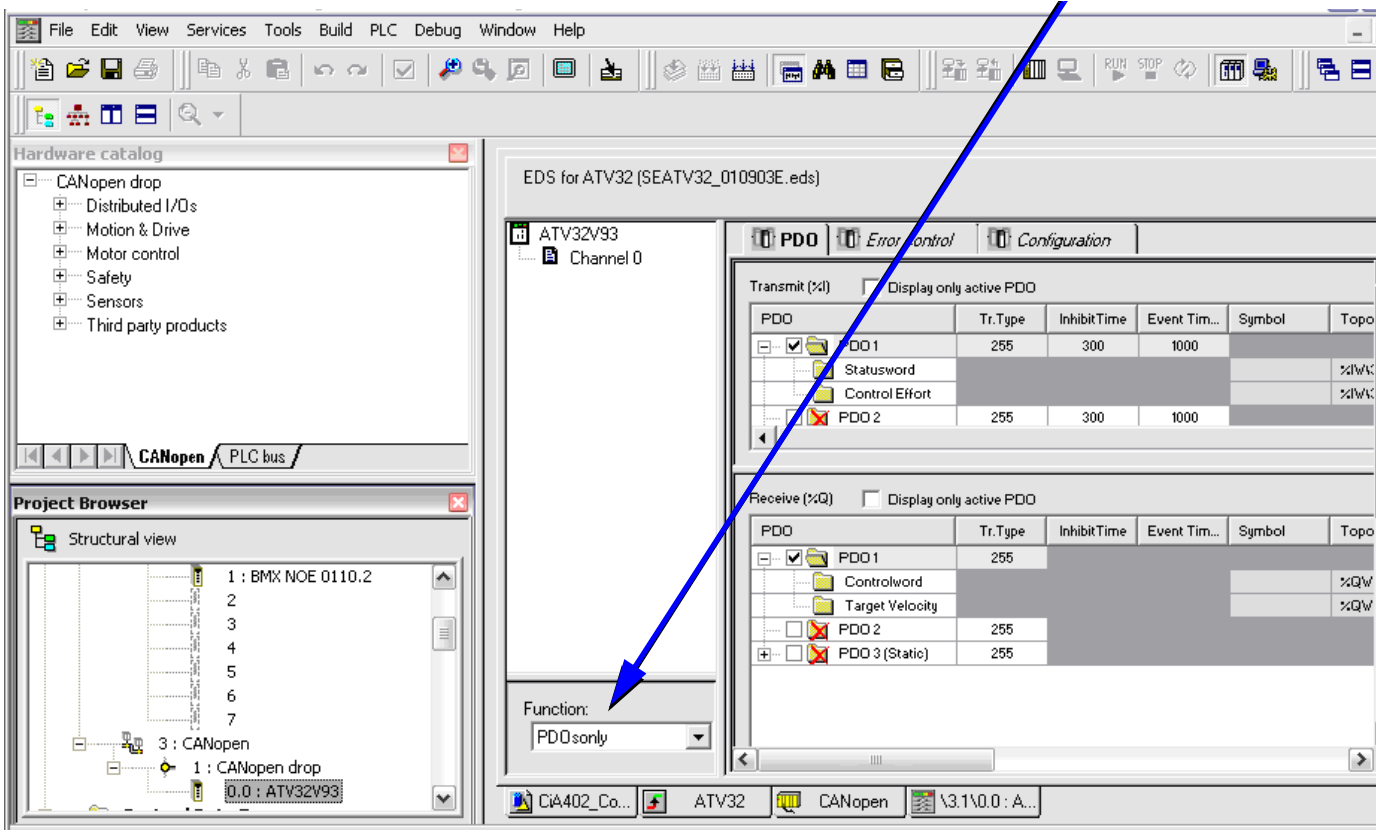 File Edit View Services Tools Build PLC Debug Window Help
RUN STOP
Hardware catalog
CANopen drop
Distributed I/Os
Motion & Drive
Motor control
Safety
Sensors
Third party products
CANopen PLC bus
Project Browser
Structural view
1 : BMX NOE 0110.2
2
3
4
5
6
7
3 : CANopen
1 : CANopen drop
0.0 : ATV32V93
EDS for ATV32 (SEATV32_010903E.eds)
ATV32V93
Channel 0
Function:
PDOsonly
PDO Error control Configuration
Transmit (%I) Display only active PDO
PDO Tr.Type InhibitTime Event Tim... Symbol Topo
PDO 1 255 300 1000
Statusword %IW\3
Control Effort %IW\3
PDO 2 255 300 1000
Receive (%Q) Display only active PDO
PDO Tr.Type InhibitTime Event Tim... Symbol Topo
PDO 1 255
Controlword %QW
Target Velocity %QW
PDO 2 255
PDO 3 (Static) 255
CiA402_Co... ATV32 CANopen \3.1\0.0 : A...